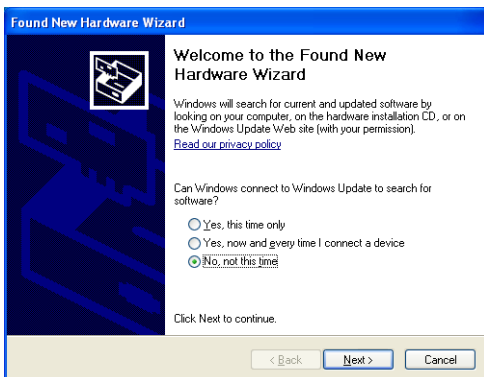 Found New Hardware Wizard
Welcome to the Found New
Hardware Wizard
Windows will search for current and updated software by
looking on your computer, on the hardware installation CD, or on
the Windows Update Web site (with your permission).
Read our privacy policy
Can Windows connect to Windows Update to search for
software?
Yes, this time only
Yes, now and every time I connect a device
No, not this time
Click Next to continue.
< Back
Next >
Cancel